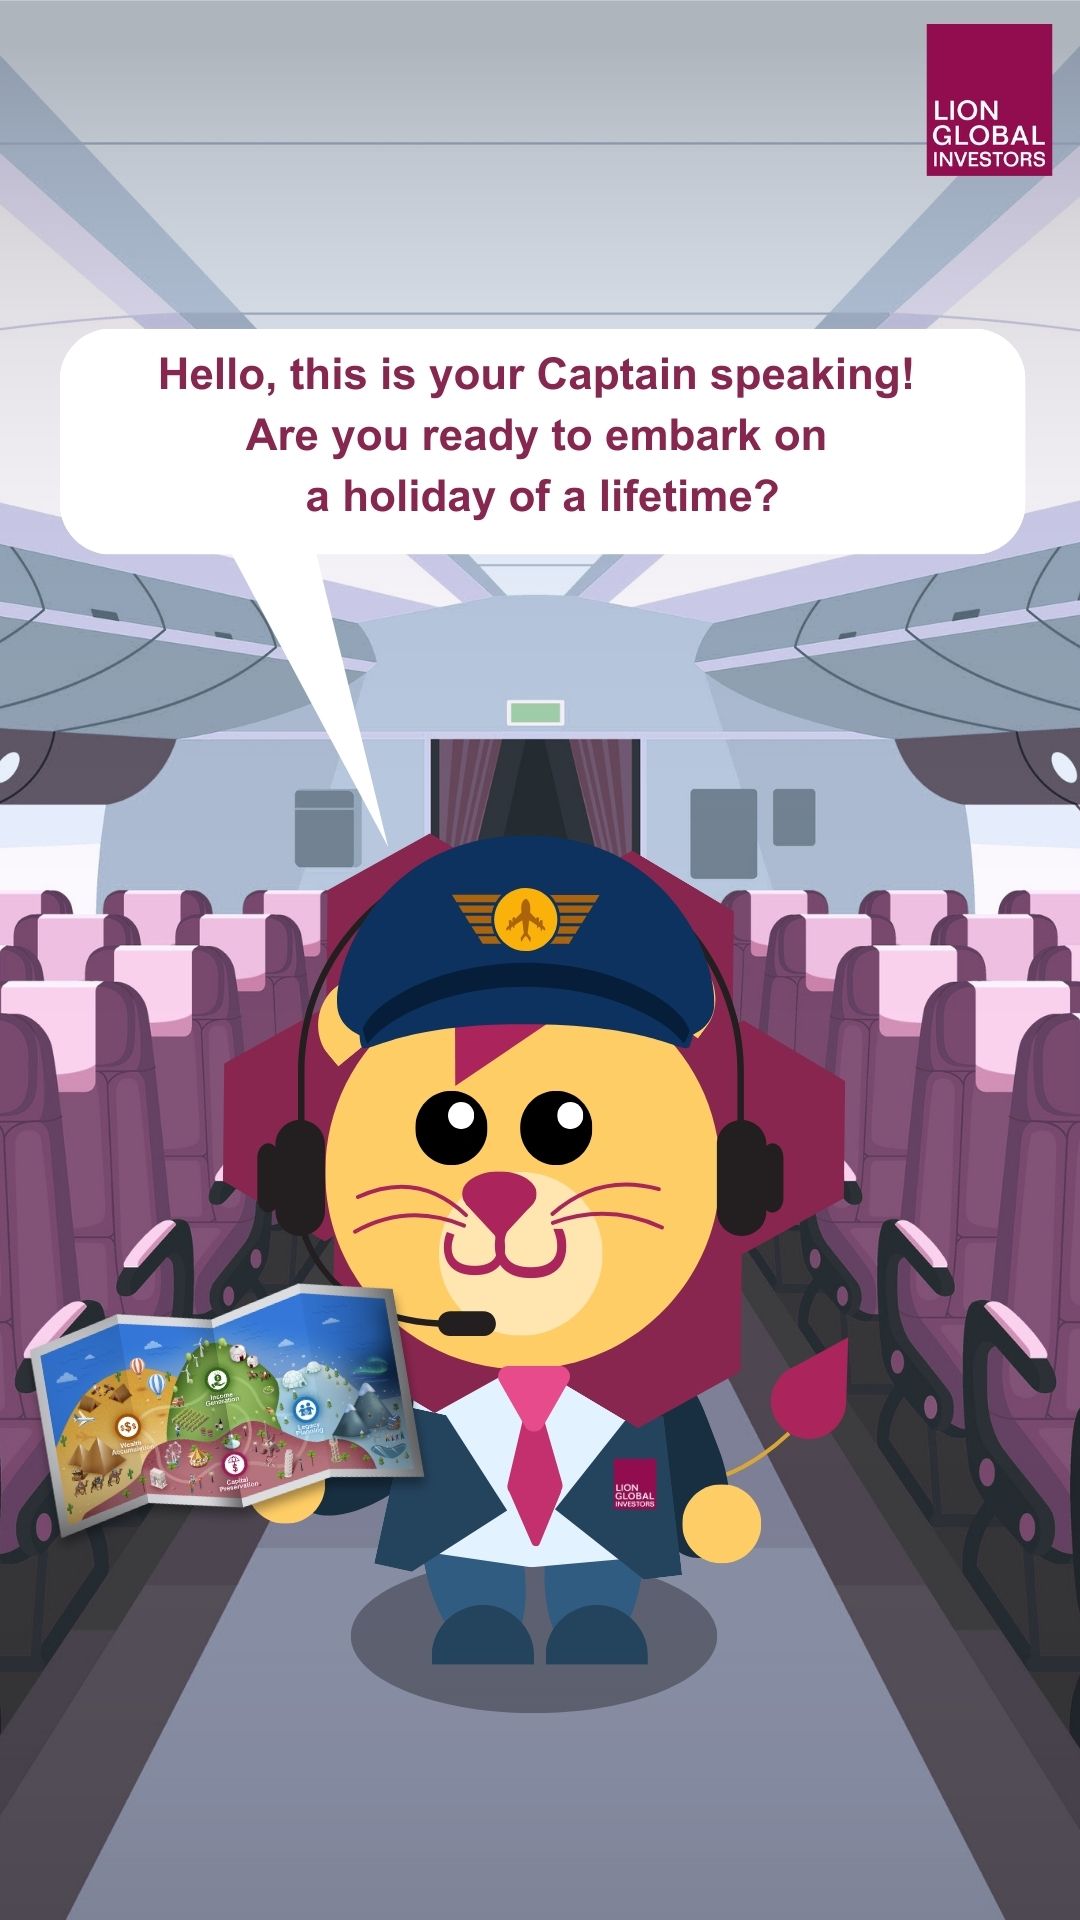 LION
GLOBAL
INVESTORS
Hello, this is your Captain speaking!
Are you ready to embark on
a holiday of a lifetime?
Income
Generation
Wealth
Accumulation
Legacy
Planning
Capital
Preservation
LION
GLOBAL
INVESTORS